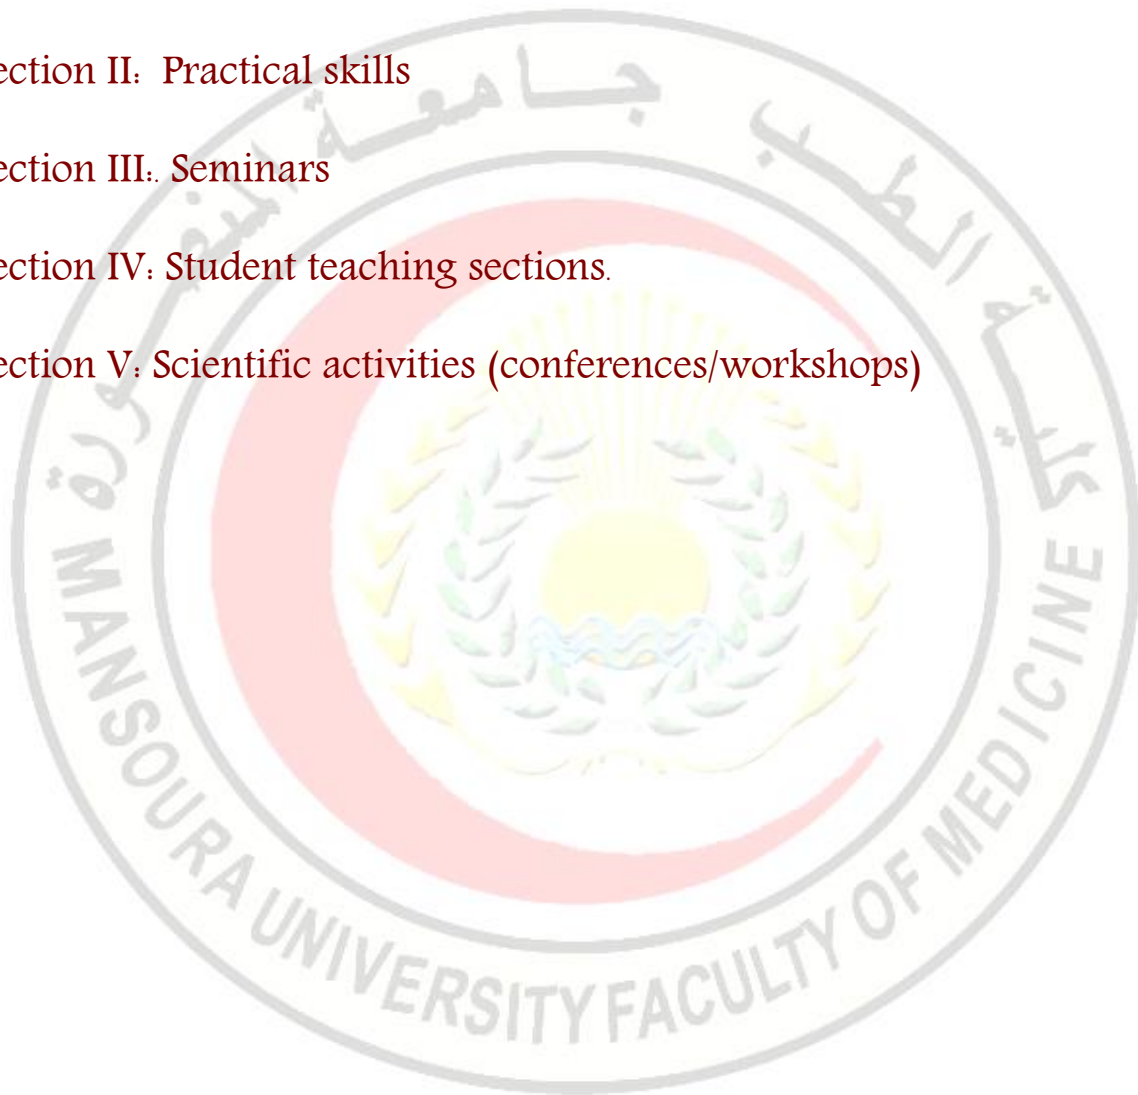 ection II: Practical skills
ection III:. Seminars
ection IV: Student teaching sections.
ection V: Scientific activities (conferences/workshops)
جامعة المنصورة
كلية الطب
MANSOURA UNIVERSITY FACULTY OF MEDICINE